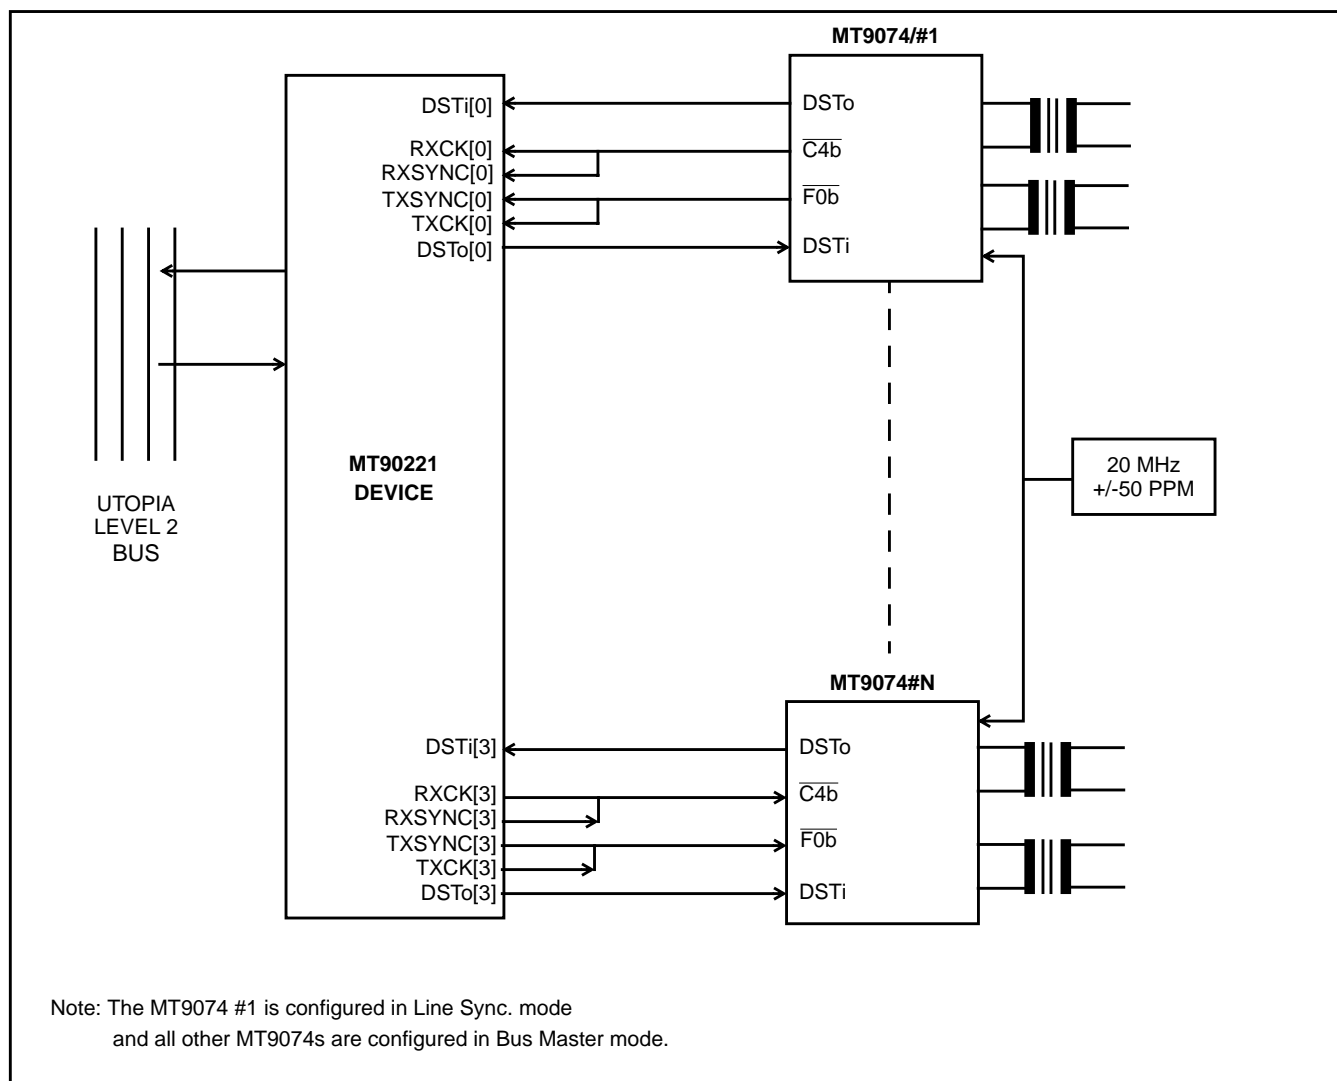 MT9074/#1
DSTi[0]
RXCK[0]
RXSYNC[0]
TXSYNC[0]
TXCK[0]
DSTo[0]
DSTo
C4b
F0b
DSTi
MT90221
DEVICE
UTOPIA
LEVEL 2
BUS
20 MHz
+/-50 PPM
MT9074#N
DSTi[3]
RXCK[3]
RXSYNC[3]
TXSYNC[3]
TXCK[3]
DSTo[3]
DSTo
C4b
F0b
DSTi
Note: The MT9074 #1 is configured in Line Sync. mode
and all other MT9074s are configured in Bus Master mode.